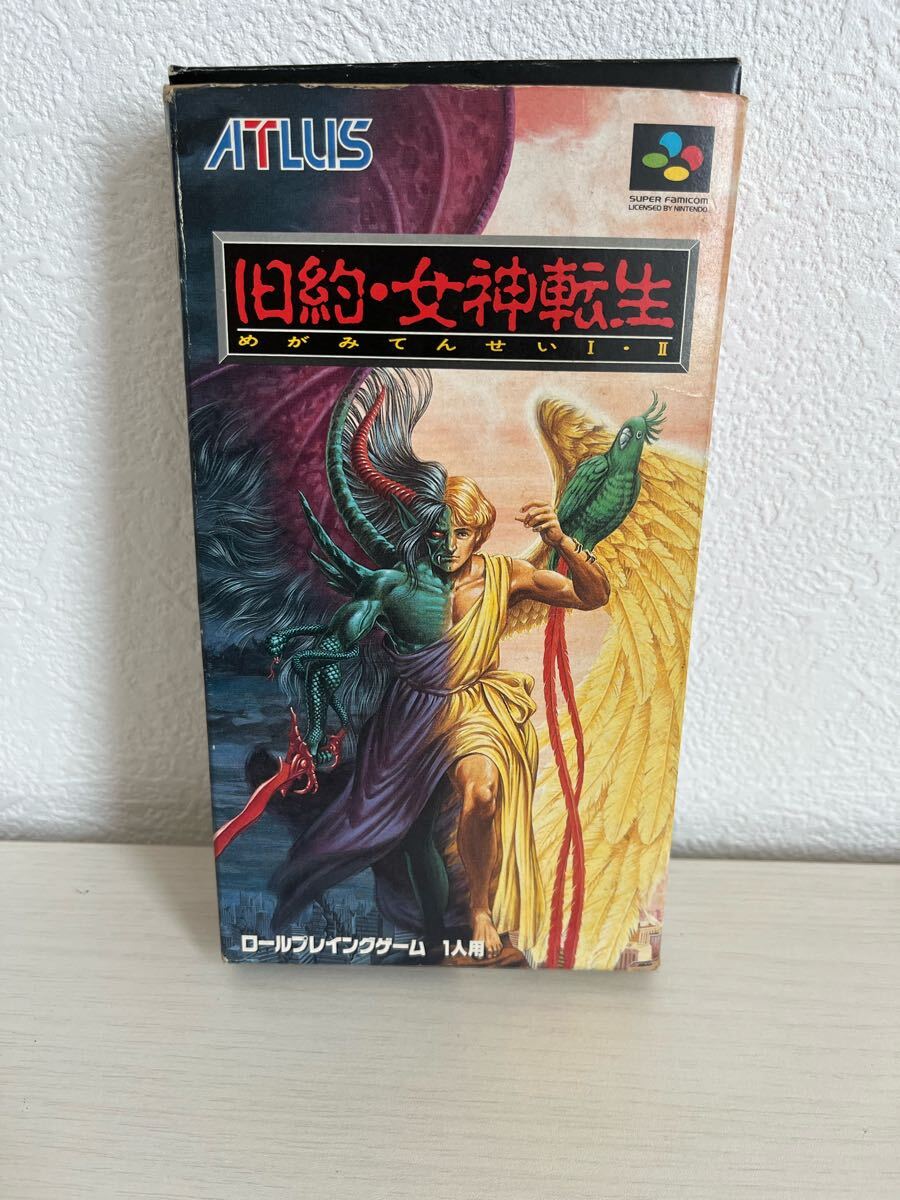 ATLUS
SUPER FAMICOM
LICENSED BY NINTENDO
旧約・女神転生
めがみてんせいI・II
ロールプレイングゲーム 1人用